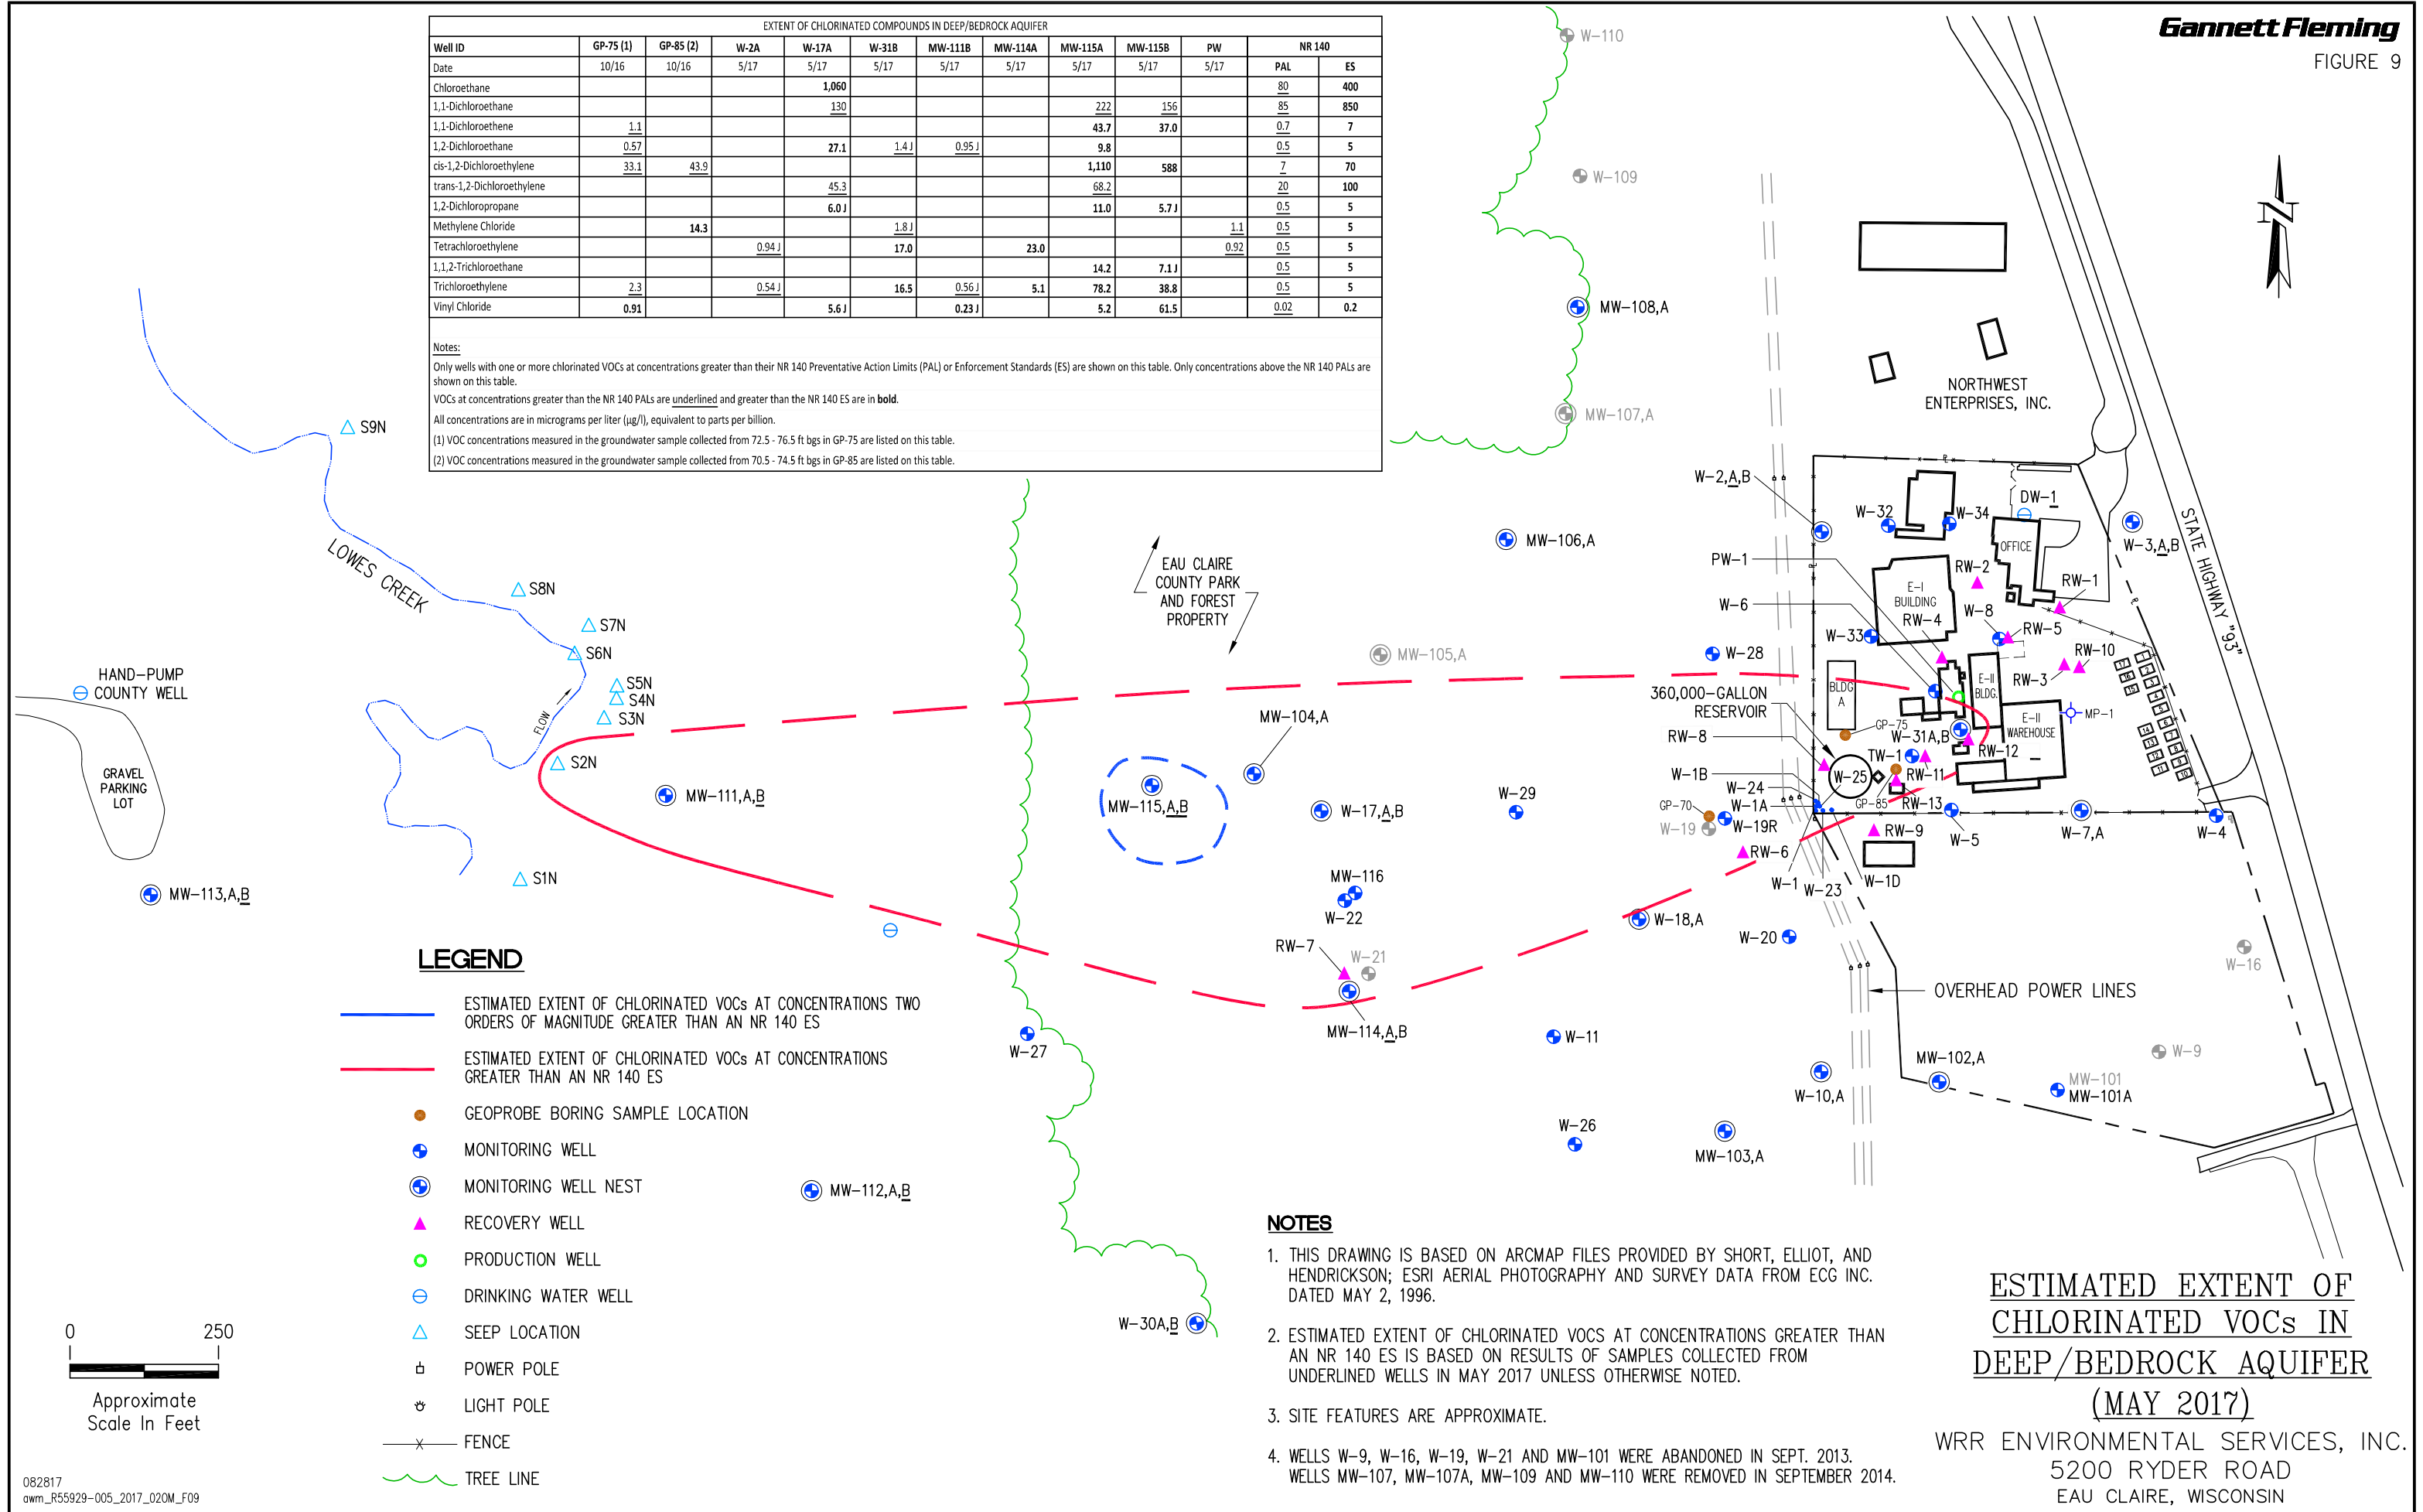 Gannett Fleming
FIGURE 9
EXTENT OF CHLORINATED COMPOUNDS IN DEEP/BEDROCK AQUIFER
Well ID GP-75 (1) GP-85 (2) W-2A W-17A W-31B MW-111B MW-114A MW-115A MW-115B PW NR 140
Date 10/16 10/16 5/17 5/17 5/17 5/17 5/17 5/17 5/17 5/17 PAL ES
Chloroethane 1,060 80 400
1,1-Dichloroethane 130 222 156 85 850
1,1-Dichloroethene 1.1 43.7 37.0 0.7 7
1,2-Dichloroethane 0.57 27.1 1.4 J 0.95 J 9.8 0.5 5
cis-1,2-Dichloroethylene 33.1 43.9 1,110 588 7 70
trans-1,2-Dichloroethylene 45.3 68.2 20 100
1,2-Dichloropropane 6.0 J 11.0 5.7 J 0.5 5
Methylene Chloride 14.3 1.8 J 1.1 0.5 5
Tetrachloroethylene 0.94 J 17.0 23.0 0.92 0.5 5
1,1,2-Trichloroethane 14.2 7.1 J 0.5 5
Trichloroethylene 2.3 0.54 J 16.5 0.56 J 5.1 78.2 38.8 0.5 5
Vinyl Chloride 0.91 5.6 J 0.23 J 5.2 61.5 0.02 0.2
Notes:
Only wells with one or more chlorinated VOCs at concentrations greater than their NR 140 Preventative Action Limits (PAL) or Enforcement Standards (ES) are shown on this table. Only concentrations above the NR 140 PALs are
shown on this table.
VOCs at concentrations greater than the NR 140 PALs are underlined and greater than the NR 140 ES are in bold.
All concentrations are in micrograms per liter (µg/l), equivalent to parts per billion.
(1) VOC concentrations measured in the groundwater sample collected from 72.5 - 76.5 ft bgs in GP-75 are listed on this table.
(2) VOC concentrations measured in the groundwater sample collected from 70.5 - 74.5 ft bgs in GP-85 are listed on this table.
W-110
W-109
MW-108,A
MW-107,A
N
NORTHWEST
ENTERPRISES, INC.
STATE HIGHWAY "93"
S9N
LOWES CREEK
S8N
S7N
S6N
S5N
S4N
S3N
FLOW
S2N
S1N
HAND-PUMP
COUNTY WELL
GRAVEL
PARKING
LOT
MW-113,A,B
MW-111,A,B
EAU CLAIRE
COUNTY PARK
AND FOREST
PROPERTY
MW-106,A
MW-105,A
MW-104,A
MW-115,A,B
W-17,A,B
W-29
MW-116
W-22
RW-7
W-21
MW-114,A,B
W-27
W-11
W-26
MW-103,A
W-10,A
MW-102,A
MW-101
MW-101A
W-9
W-16
W-20
W-18,A
OVERHEAD POWER LINES
W-2,A,B
W-32
W-34
DW-1
OFFICE
W-3,A,B
PW-1
E-I
BUILDING
RW-2
RW-1
W-6
RW-4
W-8
RW-5
W-33
W-28
RW-10
RW-3
360,000-GALLON
RESERVOIR
BLDG
A
E-II
BLDG.
MP-1
E-II
WAREHOUSE
GP-75
W-31A,B
RW-8
TW-1
RW-12
W-1B
W-25
RW-11
W-24
W-1A
GP-70
GP-85
RW-13
W-19
W-19R
W-5
W-7,A
W-4
RW-9
RW-6
W-1
W-23
W-1D
MW-112,A,B
W-30A,B
LEGEND
ESTIMATED EXTENT OF CHLORINATED VOCs AT CONCENTRATIONS TWO
ORDERS OF MAGNITUDE GREATER THAN AN NR 140 ES
ESTIMATED EXTENT OF CHLORINATED VOCs AT CONCENTRATIONS
GREATER THAN AN NR 140 ES
GEOPROBE BORING SAMPLE LOCATION
MONITORING WELL
MONITORING WELL NEST
RECOVERY WELL
PRODUCTION WELL
DRINKING WATER WELL
SEEP LOCATION
POWER POLE
LIGHT POLE
FENCE
TREE LINE
0 250
Approximate
Scale In Feet
082817
awm_R55929-005_2017_020M_F09
NOTES
1. THIS DRAWING IS BASED ON ARCMAP FILES PROVIDED BY SHORT, ELLIOT, AND
HENDRICKSON; ESRI AERIAL PHOTOGRAPHY AND SURVEY DATA FROM ECG INC.
DATED MAY 2, 1996.
2. ESTIMATED EXTENT OF CHLORINATED VOCS AT CONCENTRATIONS GREATER THAN
AN NR 140 ES IS BASED ON RESULTS OF SAMPLES COLLECTED FROM
UNDERLINED WELLS IN MAY 2017 UNLESS OTHERWISE NOTED.
3. SITE FEATURES ARE APPROXIMATE.
4. WELLS W-9, W-16, W-19, W-21 AND MW-101 WERE ABANDONED IN SEPT. 2013.
WELLS MW-107, MW-107A, MW-109 AND MW-110 WERE REMOVED IN SEPTEMBER 2014.
ESTIMATED EXTENT OF
CHLORINATED VOCs IN
DEEP/BEDROCK AQUIFER
(MAY 2017)
WRR ENVIRONMENTAL SERVICES, INC.
5200 RYDER ROAD
EAU CLAIRE, WISCONSIN